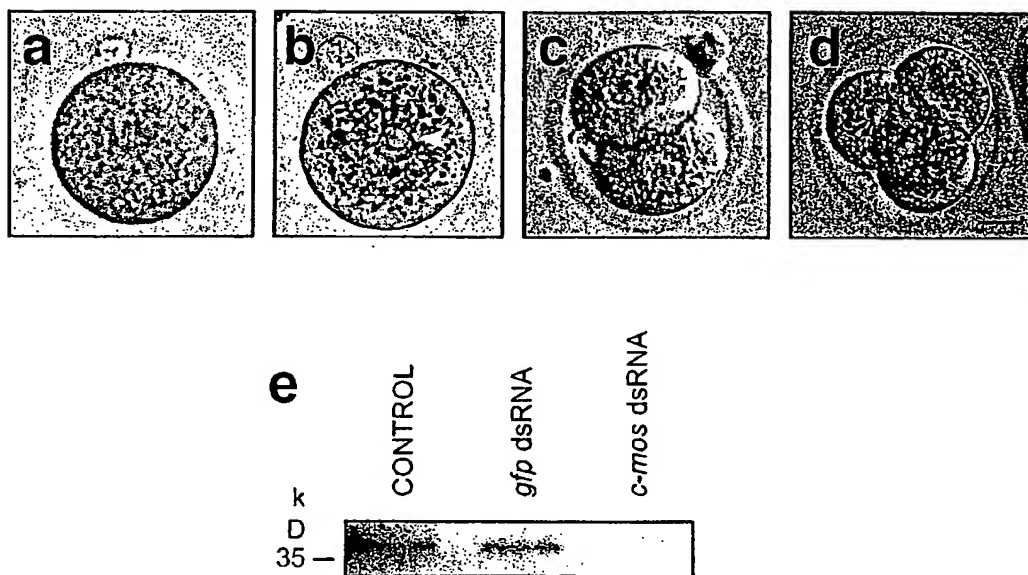 a b c d
e
CONTROL
gfp dsRNA
c-mos dsRNA
k
D
35 –